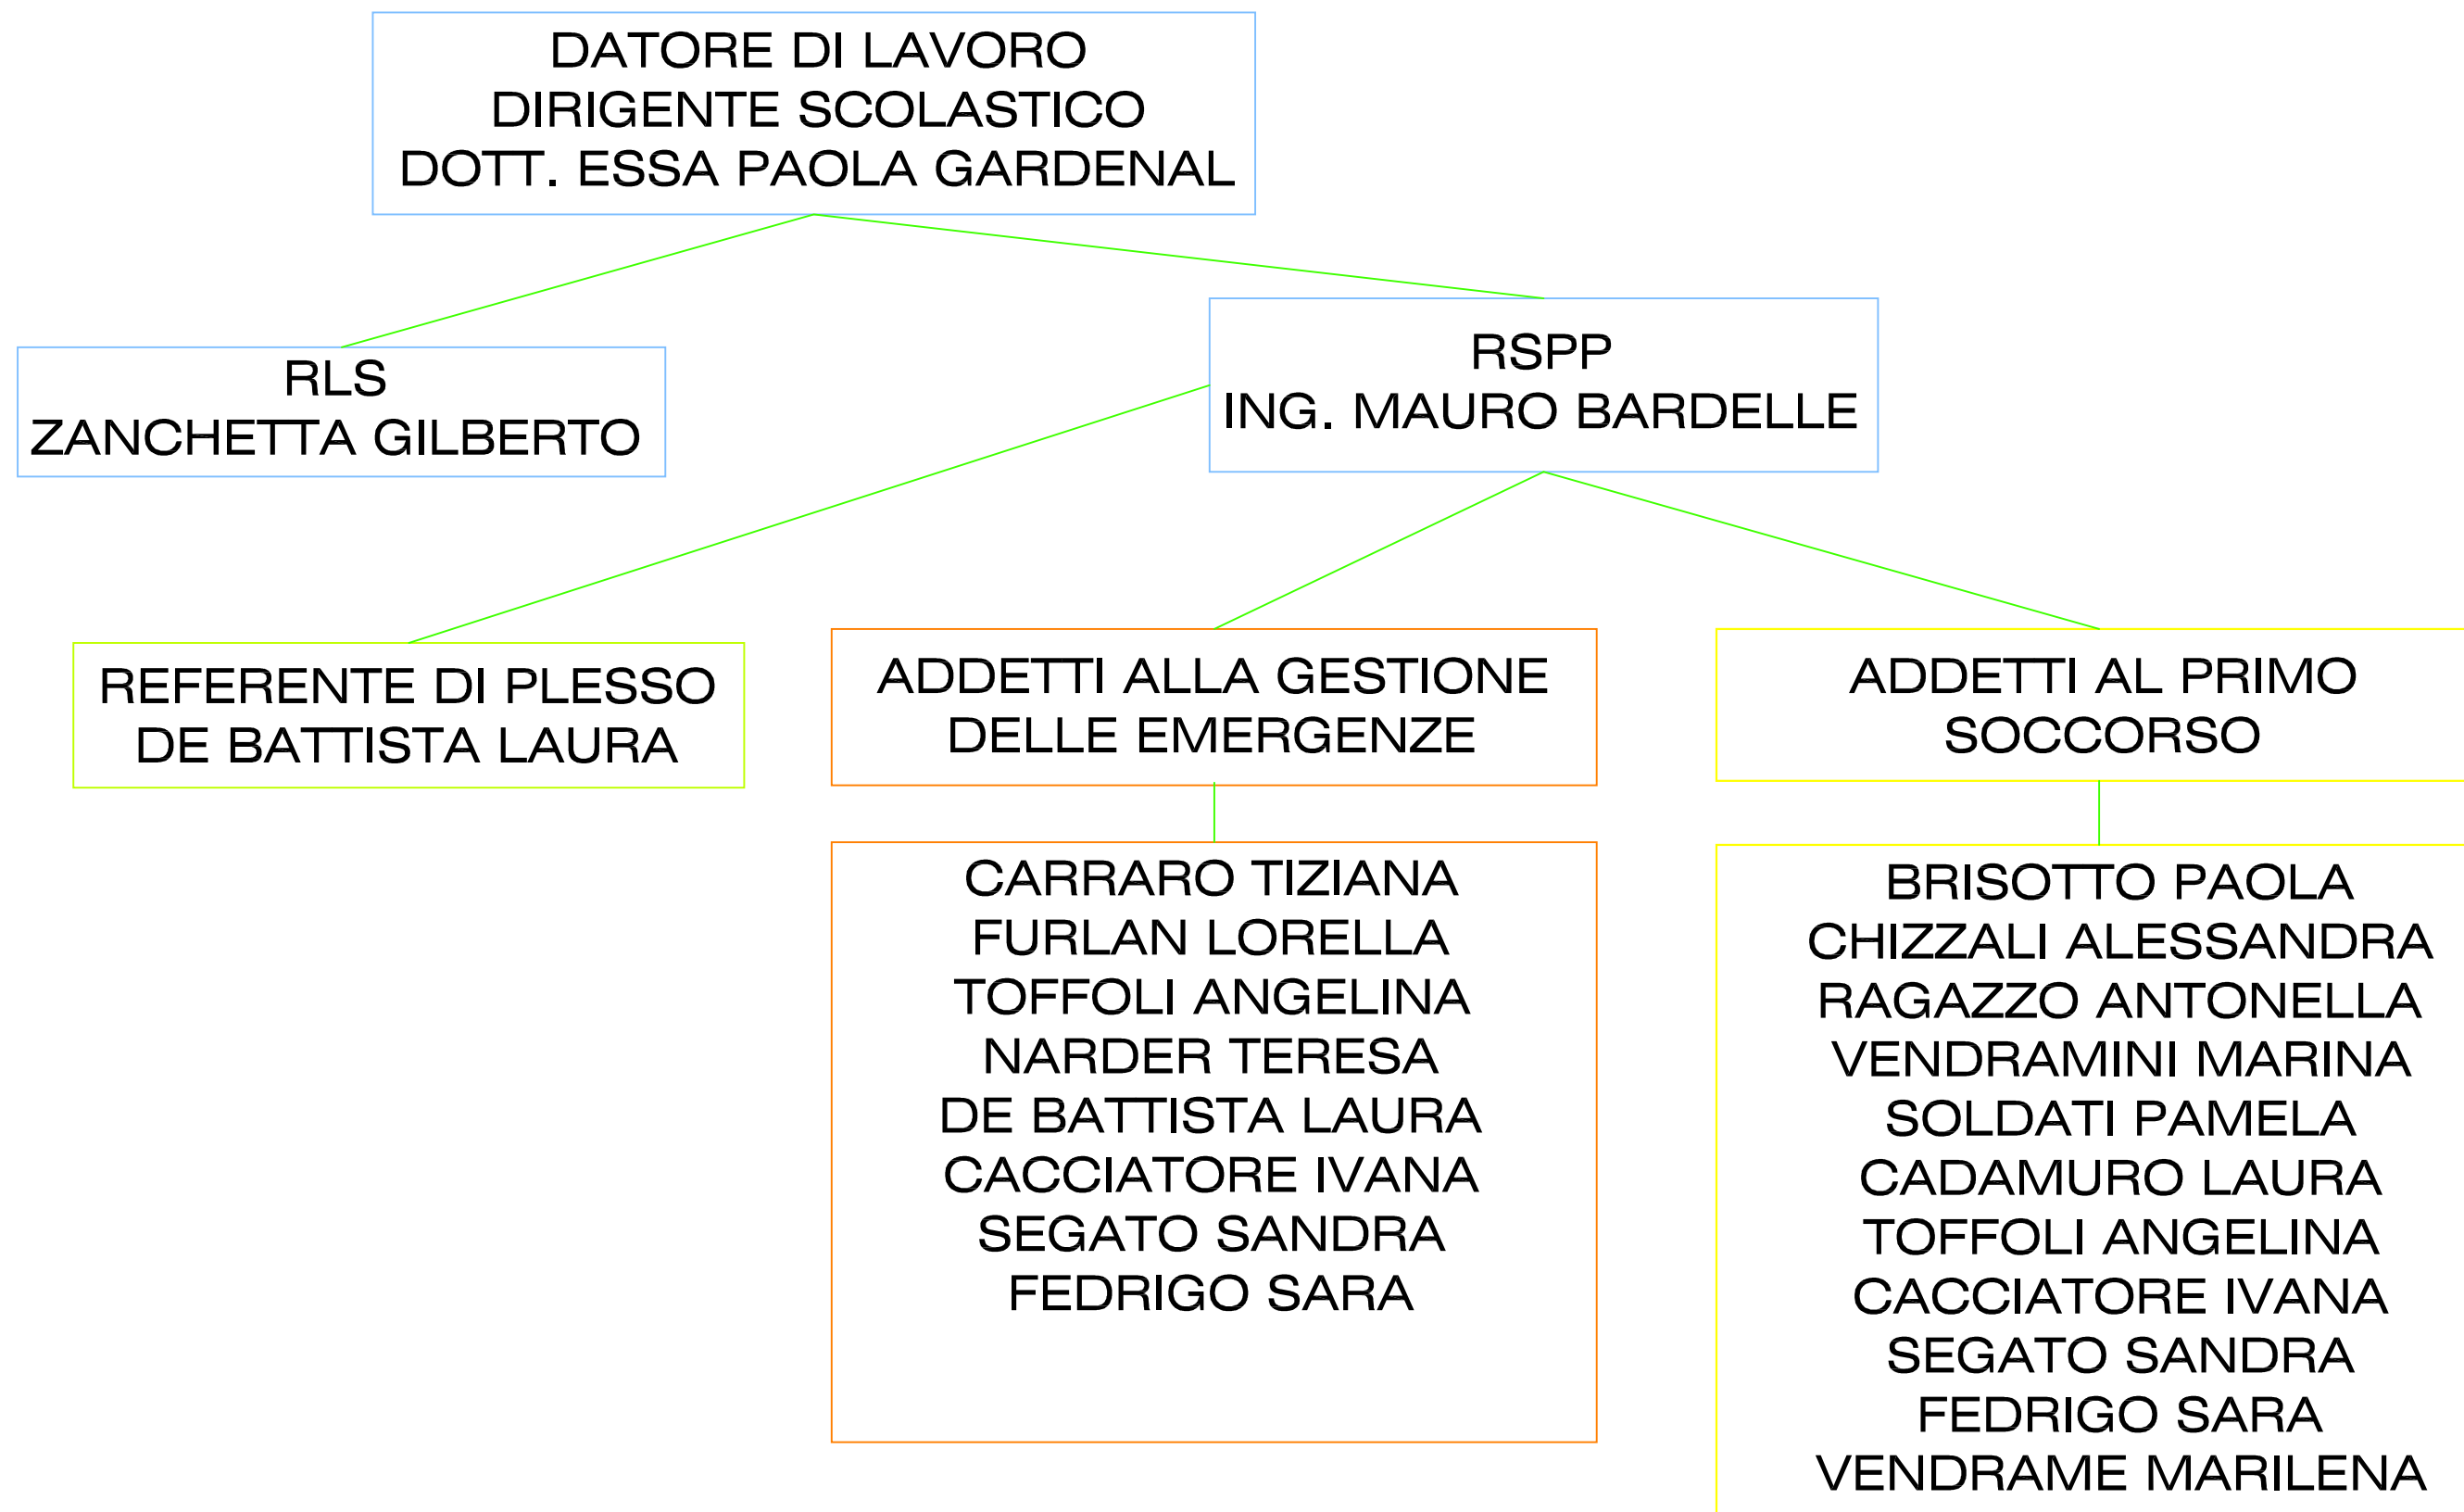 DATORE DI LAVORO
DIRIGENTE SCOLASTICO
DOTT. ESSA PAOLA GARDENAL
RLS
ZANCHETTA GILBERTO
RSPP
ING. MAURO BARDELLE
REFERENTE DI PLESSO
DE BATTISTA LAURA
ADDETTI ALLA GESTIONE
DELLE EMERGENZE
ADDETTI AL PRIMO
SOCCORSO
CARRARO TIZIANA
FURLAN LORELLA
TOFFOLI ANGELINA
NARDER TERESA
DE BATTISTA LAURA
CACCIATORE IVANA
SEGATO SANDRA
FEDRIGO SARA
BRISOTTO PAOLA
CHIZZALI ALESSANDRA
RAGAZZO ANTONELLA
VENDRAMINI MARINA
SOLDATI PAMELA
CADAMURO LAURA
TOFFOLI ANGELINA
CACCIATORE IVANA
SEGATO SANDRA
FEDRIGO SARA
VENDRAME MARILENA